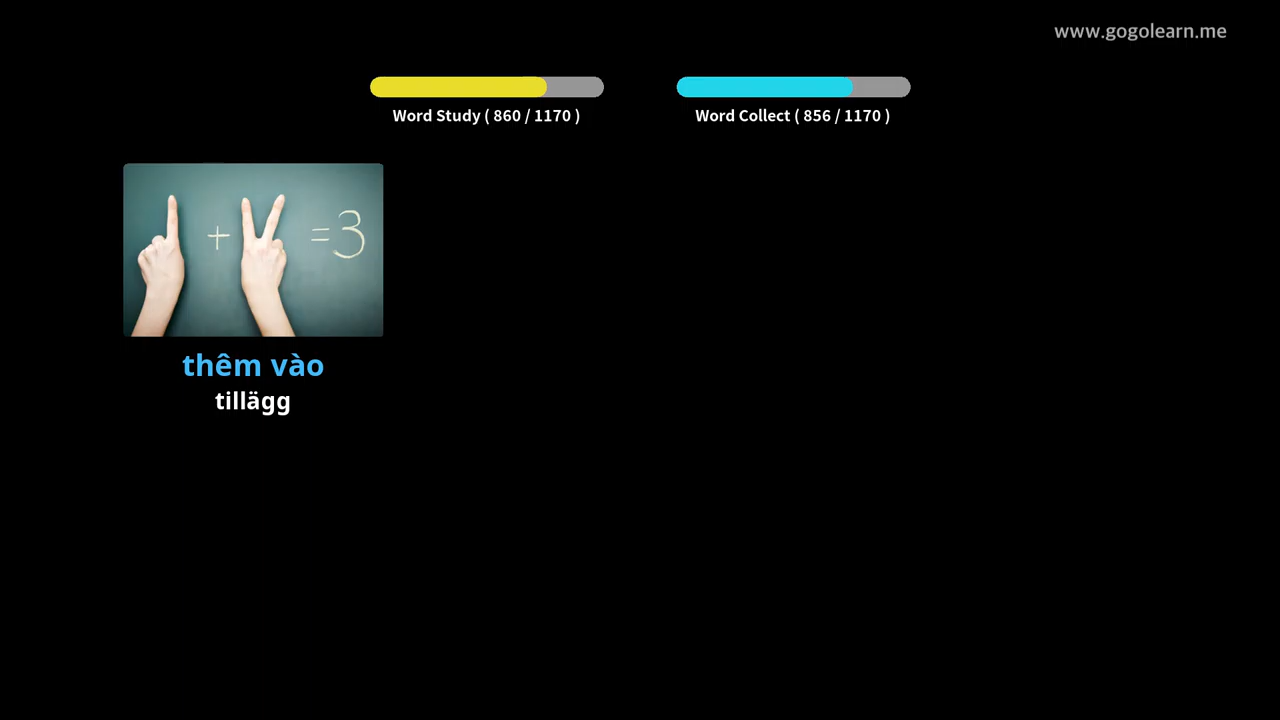 www.gogolearn.me
Word Study ( 860 / 1170 )
Word Collect ( 856 / 1170 )
+ =3
thêm vào
tillägg